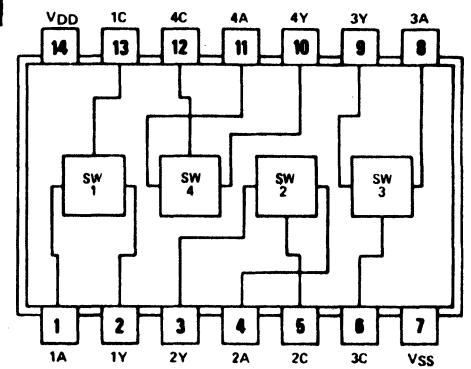 VDD 1C 4C 4A 4Y 3Y 3A
14 13 12 11 10 9 8
SW 1 SW 4 SW 2 SW 3
1 2 3 4 5 6 7
1A 1Y 2Y 2A 2C 3C VSS